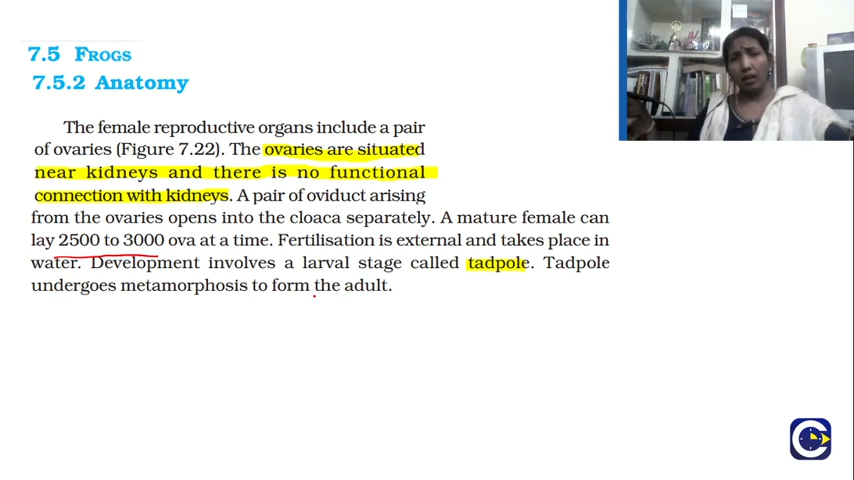 7.5 FROGS
7.5.2 Anatomy
The female reproductive organs include a pair
of ovaries (Figure 7.22). The ovaries are situated
near kidneys and there is no functional
connection with kidneys. A pair of oviduct arising
from the ovaries opens into the cloaca separately. A mature female can
lay 2500 to 3000 ova at a time. Fertilisation is external and takes place in
water. Development involves a larval stage called tadpole. Tadpole
undergoes metamorphosis to form the adult.